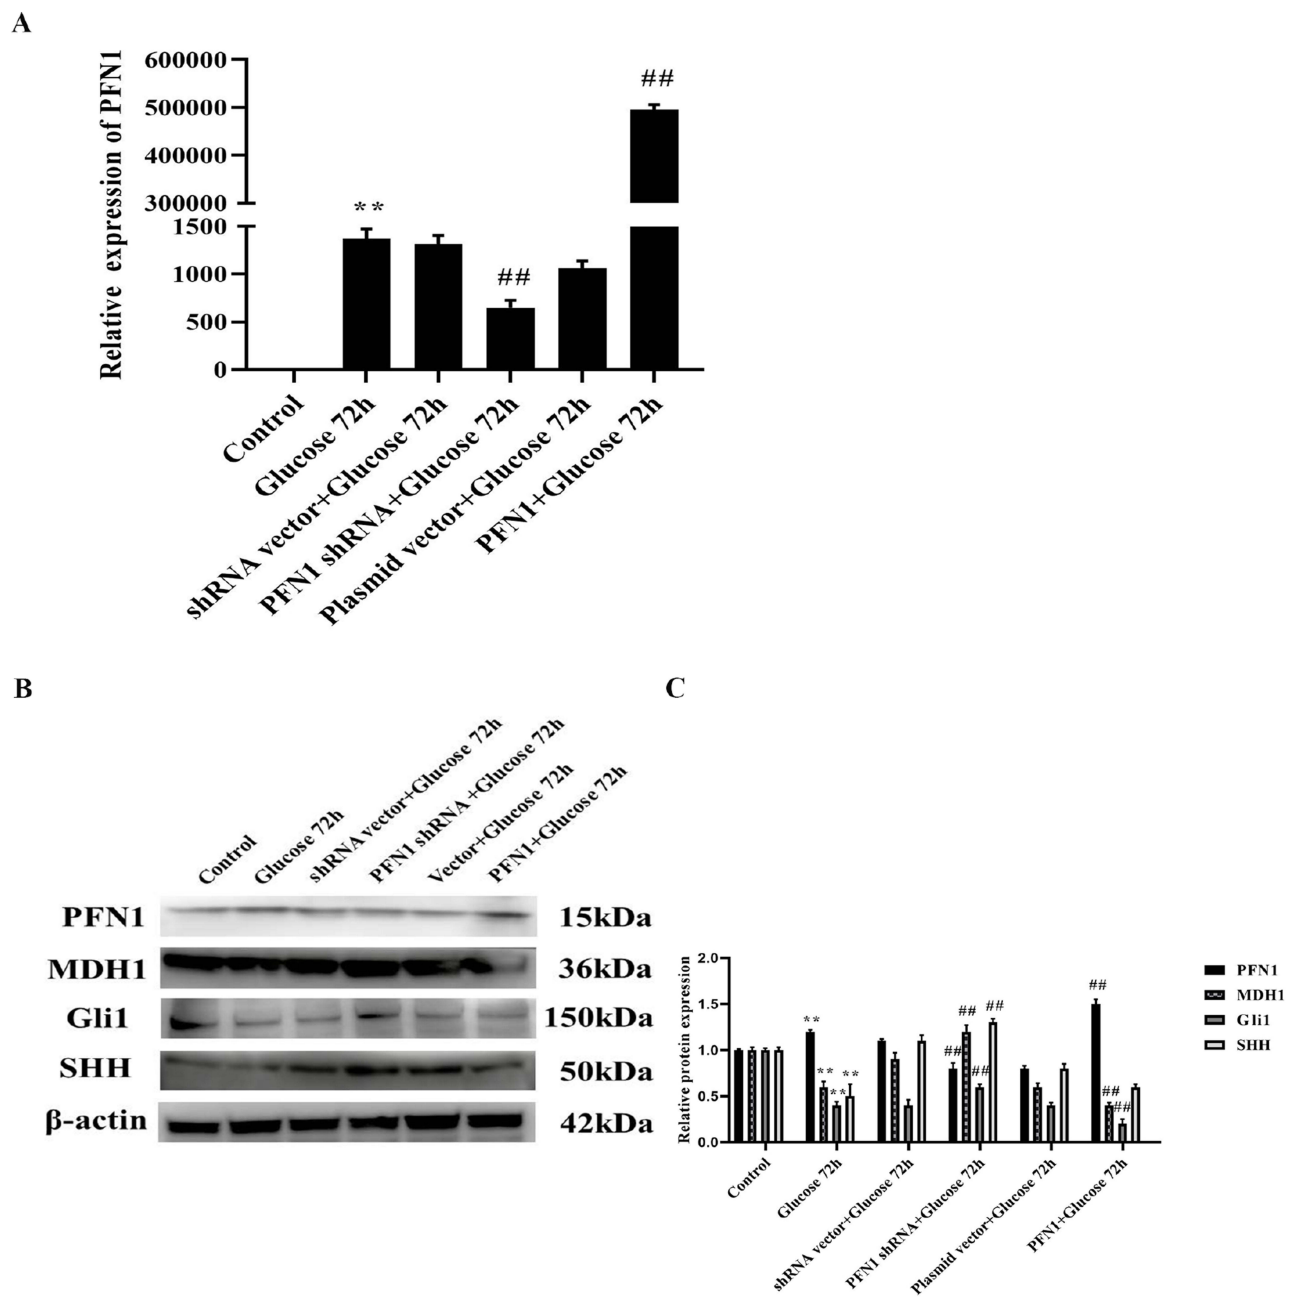 A
Relative expression of PFN1
600000
500000
400000
300000
1500
1000
500
0
**
##
##
Control
Glucose 72h
shRNA vector+Glucose 72h
PFN1 shRNA+Glucose 72h
Plasmid vector+Glucose 72h
PFN1+Glucose 72h
B
Control
Glucose 72h
shRNA vector+Glucose 72h
PFN1 shRNA +Glucose 72h
Vector+Glucose 72h
PFN1+Glucose 72h
PFN1 15kDa
MDH1 36kDa
Gli1 150kDa
SHH 50kDa
β-actin 42kDa
C
Relative protein expression
2.0
1.5
1.0
0.5
0.0
**
**
**
**
##
##
##
##
##
##
##
Control
Glucose 72h
shRNA vector+Glucose 72h
PFN1 shRNA+Glucose 72h
Plasmid vector+Glucose 72h
PFN1+Glucose 72h
PFN1
MDH1
Gli1
SHH